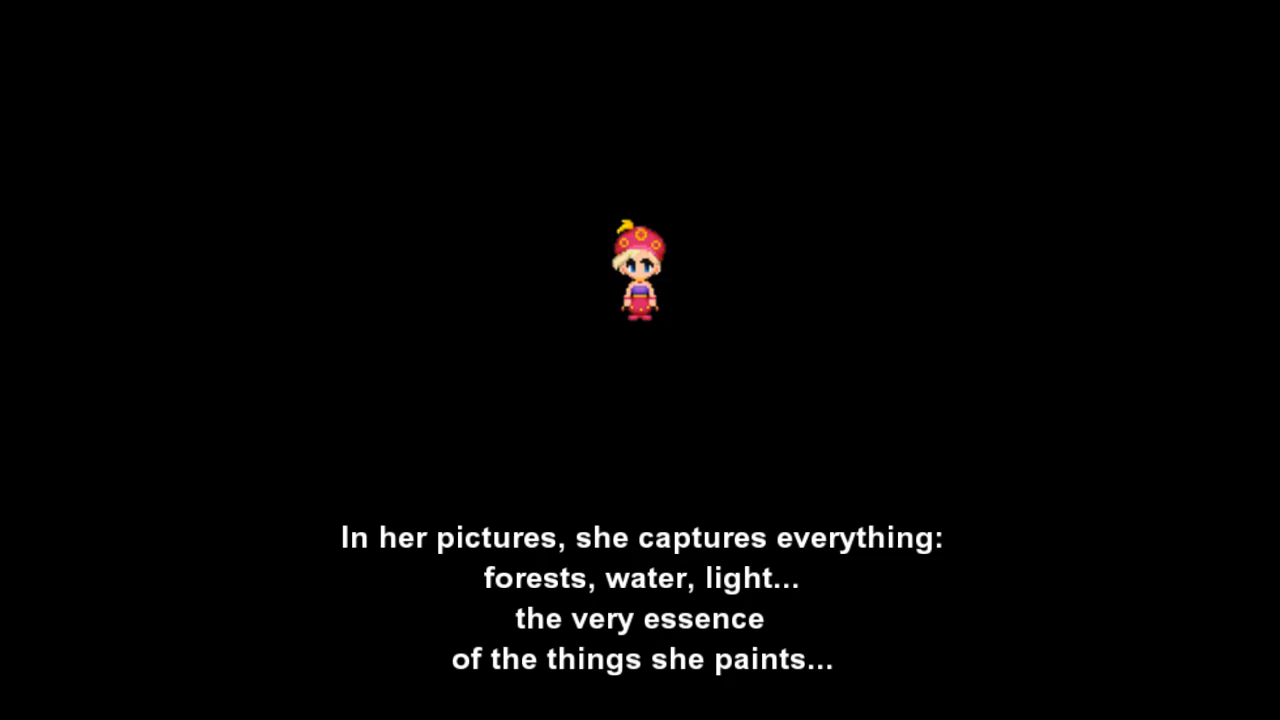 In her pictures, she captures everything:
forests, water, light...
the very essence
of the things she paints...